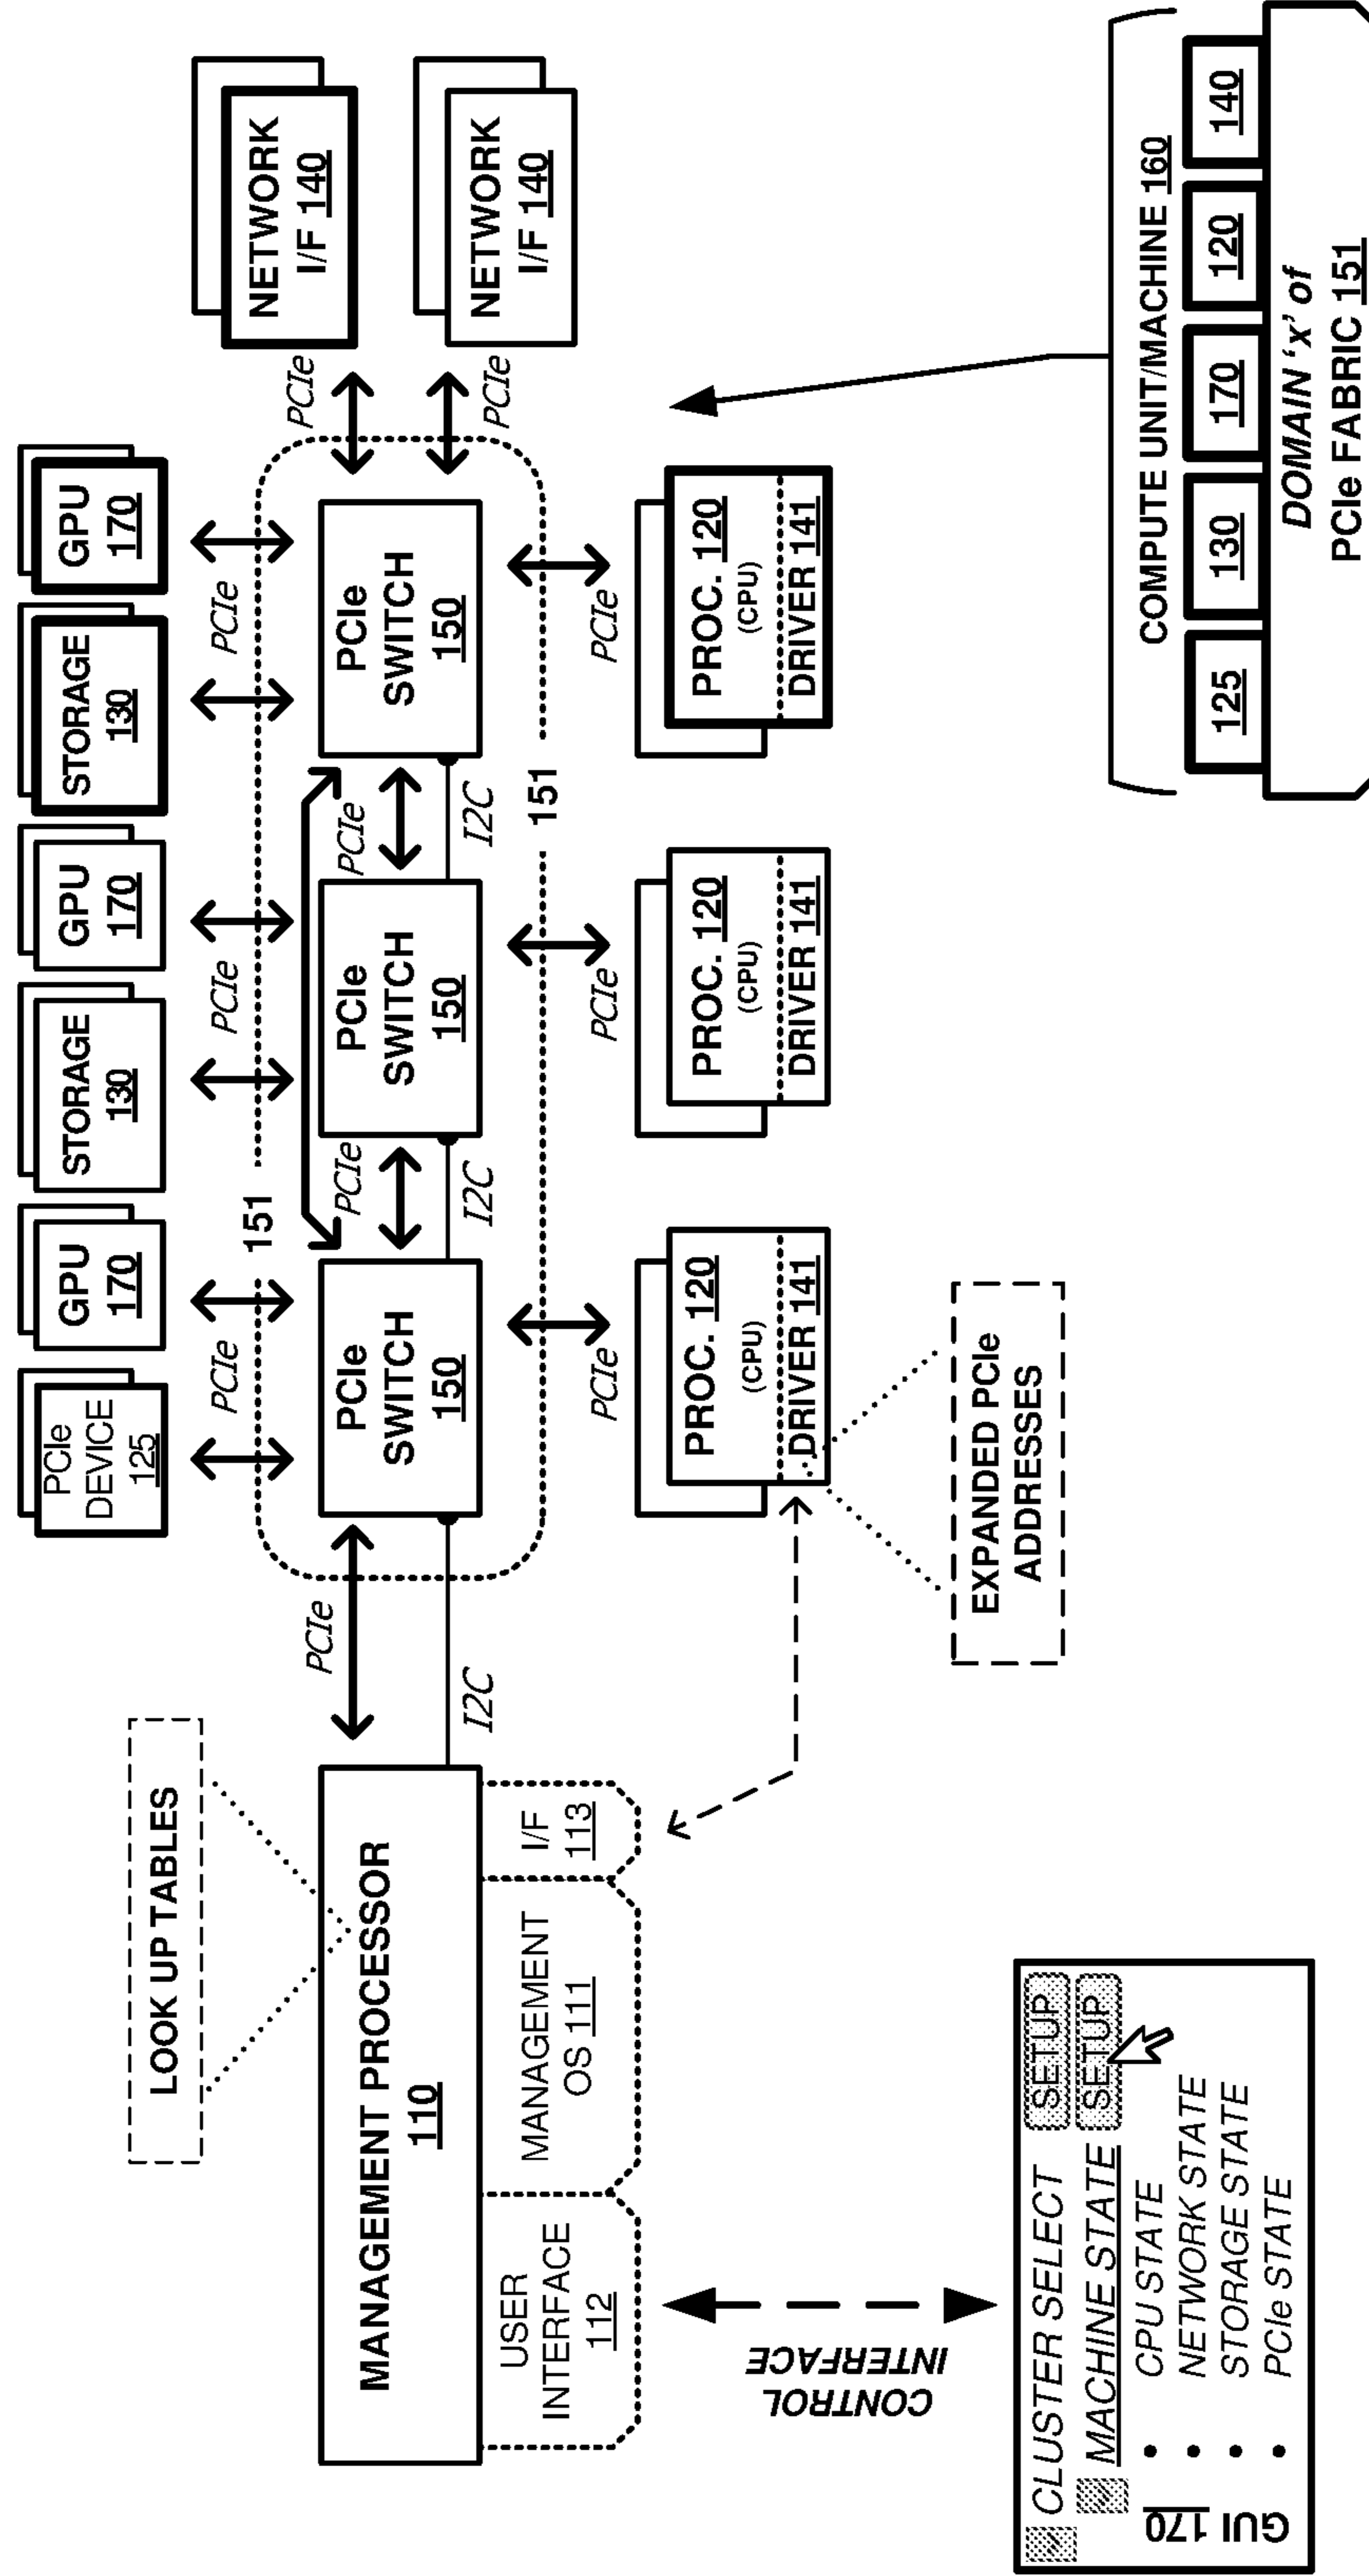 LOOK UP TABLES
MANAGEMENT PROCESSOR
110
USER
INTERFACE
112
MANAGEMENT
OS 111
I/F
113
PCIe
I2C
PCIe
DEVICE
125
GPU
170
STORAGE
130
GPU
170
STORAGE
130
GPU
170
PCIe
PCIe
PCIe
151
PCIe
SWITCH
150
PCIe
I2C
PCIe
SWITCH
150
PCIe
I2C
PCIe
SWITCH
150
151
PCIe
NETWORK
I/F 140
PCIe
NETWORK
I/F 140
PCIe
PCIe
PCIe
PROC. 120
(CPU)
DRIVER 141
PROC. 120
(CPU)
DRIVER 141
PROC. 120
(CPU)
DRIVER 141
EXPANDED PCIe
ADDRESSES
CONTROL
INTERFACE
GUI 170
CLUSTER SELECT SETUP
MACHINE STATE SETUP
• CPU STATE
• NETWORK STATE
• STORAGE STATE
• PCIe STATE
COMPUTE UNIT/MACHINE 160
125 130 170 120 140
DOMAIN ‘x’ of
PCIe FABRIC 151